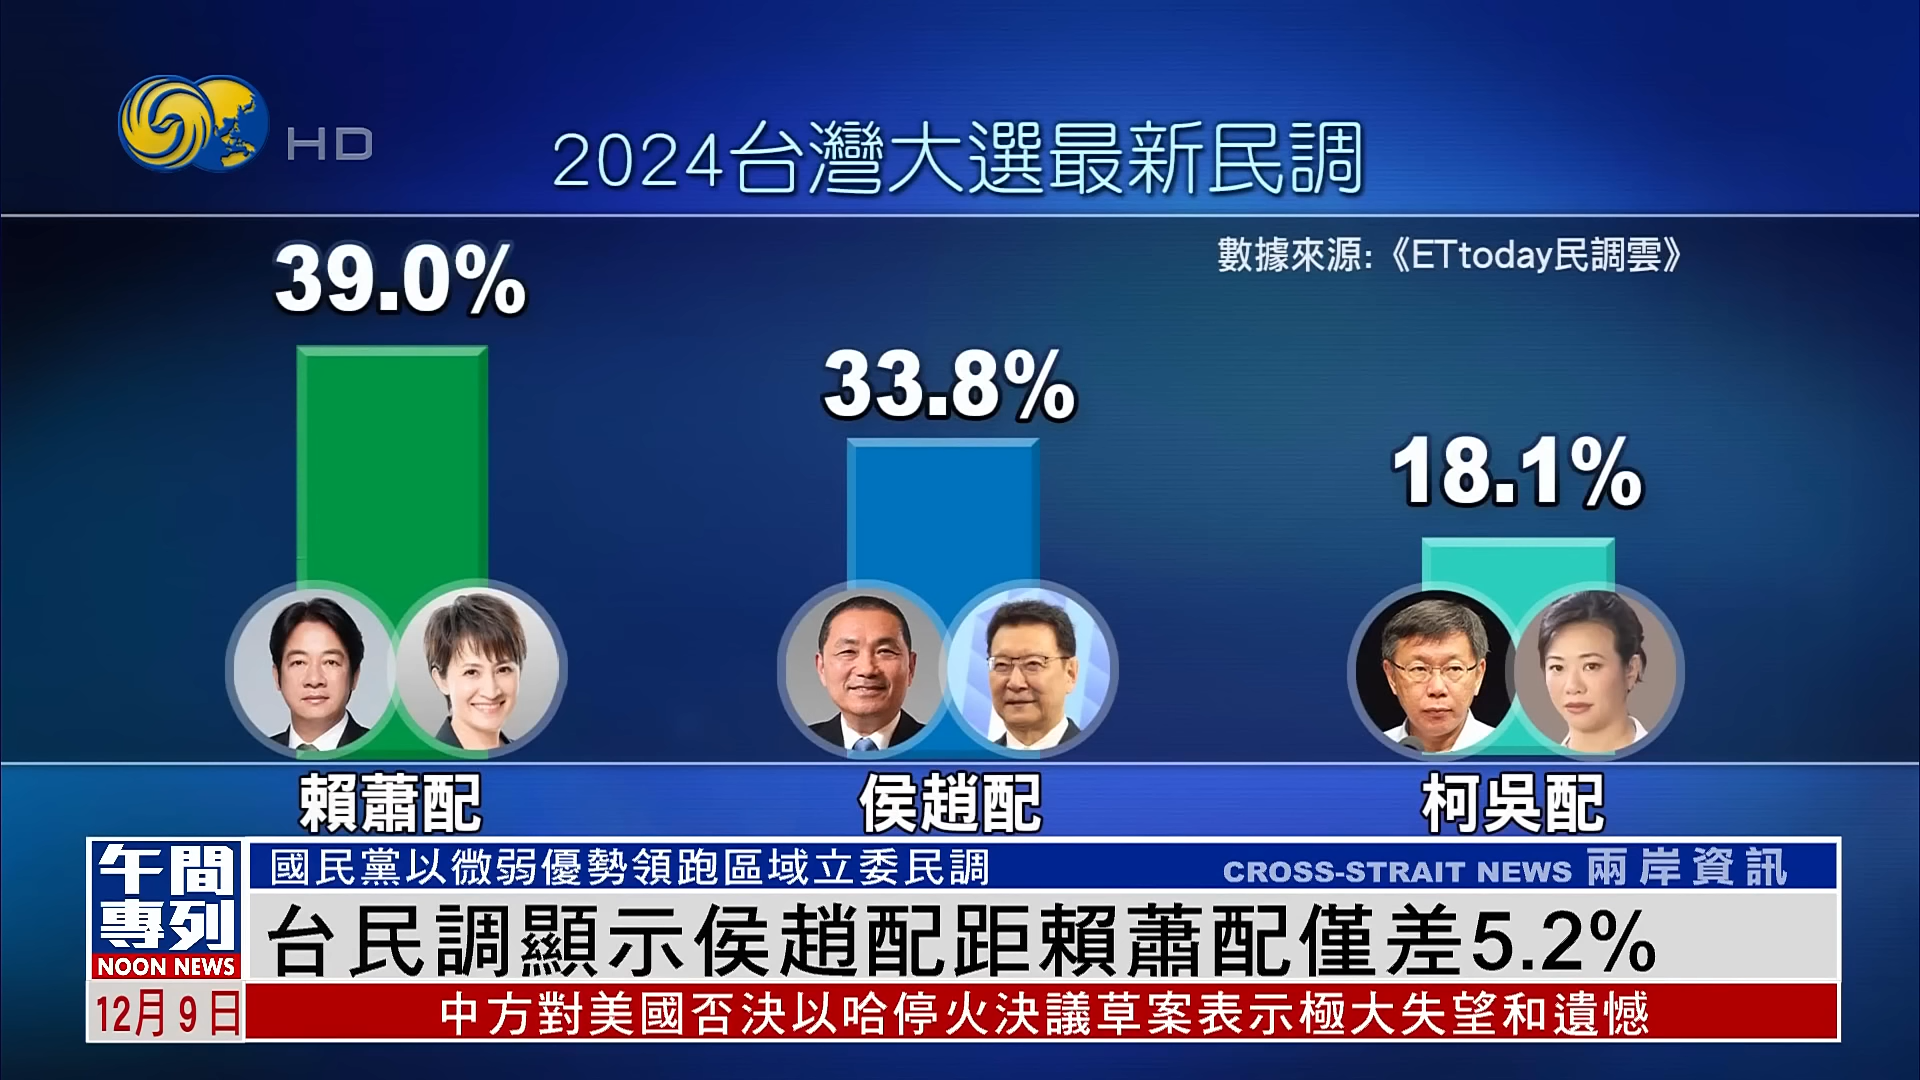 HD
2024台灣大選最新民調
數據來源:《ETtoday民調雲》
39.0%
33.8%
18.1%
賴蕭配
侯趙配
柯吳配
午間專列
NOON NEWS
國民黨以微弱優勢領跑區域立委民調
CROSS-STRAIT NEWS 兩岸資訊
台民調顯示侯趙配距賴蕭配僅差5.2%
12月9日
中方對美國否決以哈停火決議草案表示極大失望和遺憾